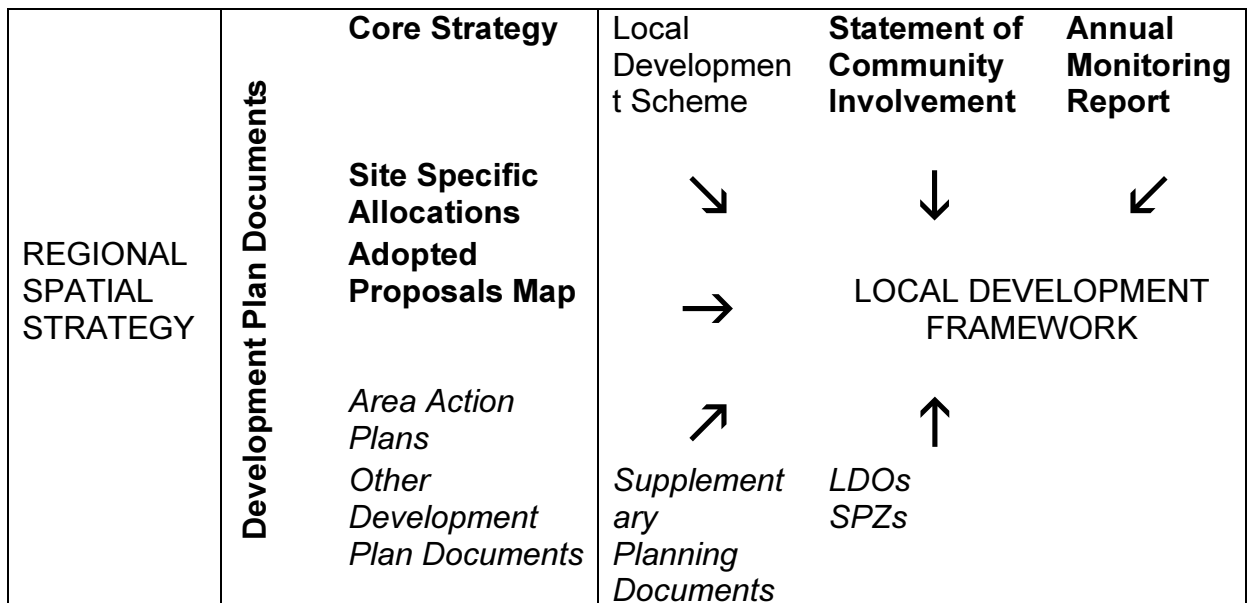 REGIONAL
SPATIAL
STRATEGY
Development Plan Documents
Core Strategy
Site Specific
Allocations
Adopted
Proposals Map
Area Action
Plans
Other
Development
Plan Documents
Local
Developmen
t Scheme
Statement of
Community
Involvement
Annual
Monitoring
Report
↘ ↓ ↙
→ LOCAL DEVELOPMENT
FRAMEWORK
↗ ↑
Supplement
ary
Planning
Documents
LDOs
SPZs